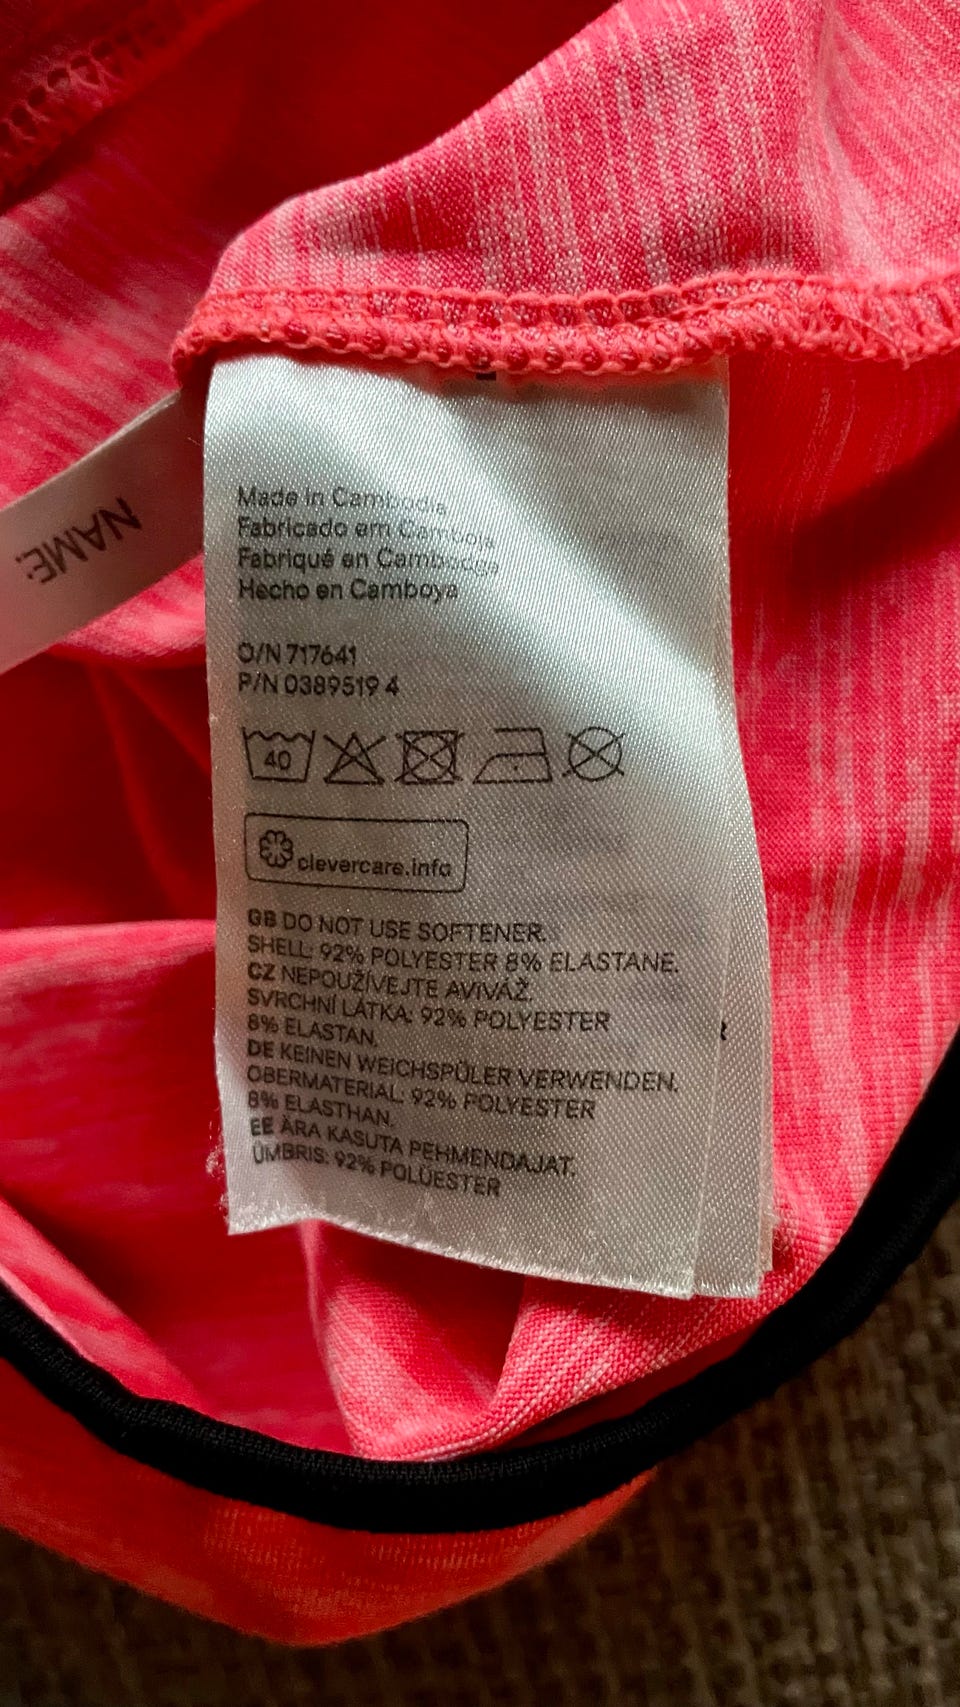 NAME:
Made in Cambodia
Fabricado em Camboja
Fabriqué en Cambodge
Hecho en Camboya
O/N 717641
P/N 0389519 4
40
clevercare.info
GB DO NOT USE SOFTENER.
SHELL: 92% POLYESTER 8% ELASTANE.
CZ NEPOUŽÍVEJTE AVIVÁŽ.
SVRCHNÍ LÁTKA: 92% POLYESTER
8% ELASTAN.
DE KEINEN WEICHSPÜLER VERWENDEN.
OBERMATERIAL: 92% POLYESTER
8% ELASTHAN.
EE ÄRA KASUTA PEHMENDAJAT.
ÜMBRIS: 92% POLÜESTER